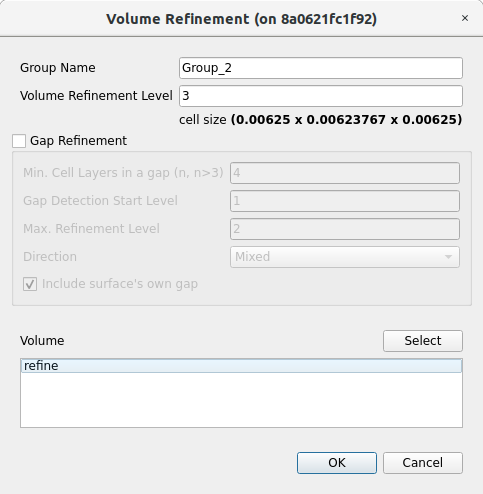 Volume Refinement (on 8a0621fc1f92)
×
Group Name Group_2
Volume Refinement Level 3
cell size (0.00625 x 0.00623767 x 0.00625)
Gap Refinement
Min. Cell Layers in a gap (n, n>3) 4
Gap Detection Start Level 1
Max. Refinement Level 2
Direction Mixed
Include surface's own gap
Volume Select
refine
OK Cancel